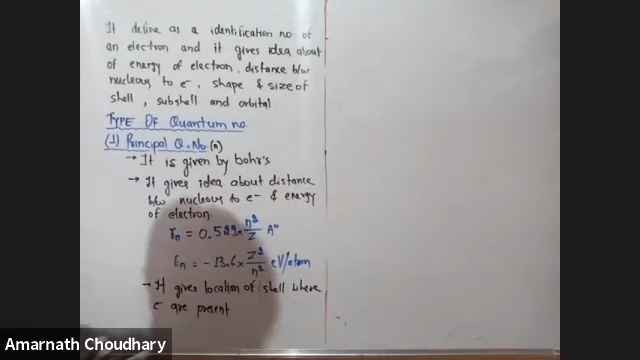 It define as a identification no. of
an electron and it gives idea about
of energy of electron, distance b/w
nucleous to e-, shape & size of
shell, subshell and orbital.
TYPE OF Quantum no.
(1) Principal Q.No (n)
→ It is given by bohr's
→ It gives idea about distance
b/w nucleous to e- & energy
of electron.
rn = 0.529 x n²/Z A°
En = -13.6 x Z²/n² eV/atom
→ It gives location of shell where
e- are present
Amarnath Choudhary